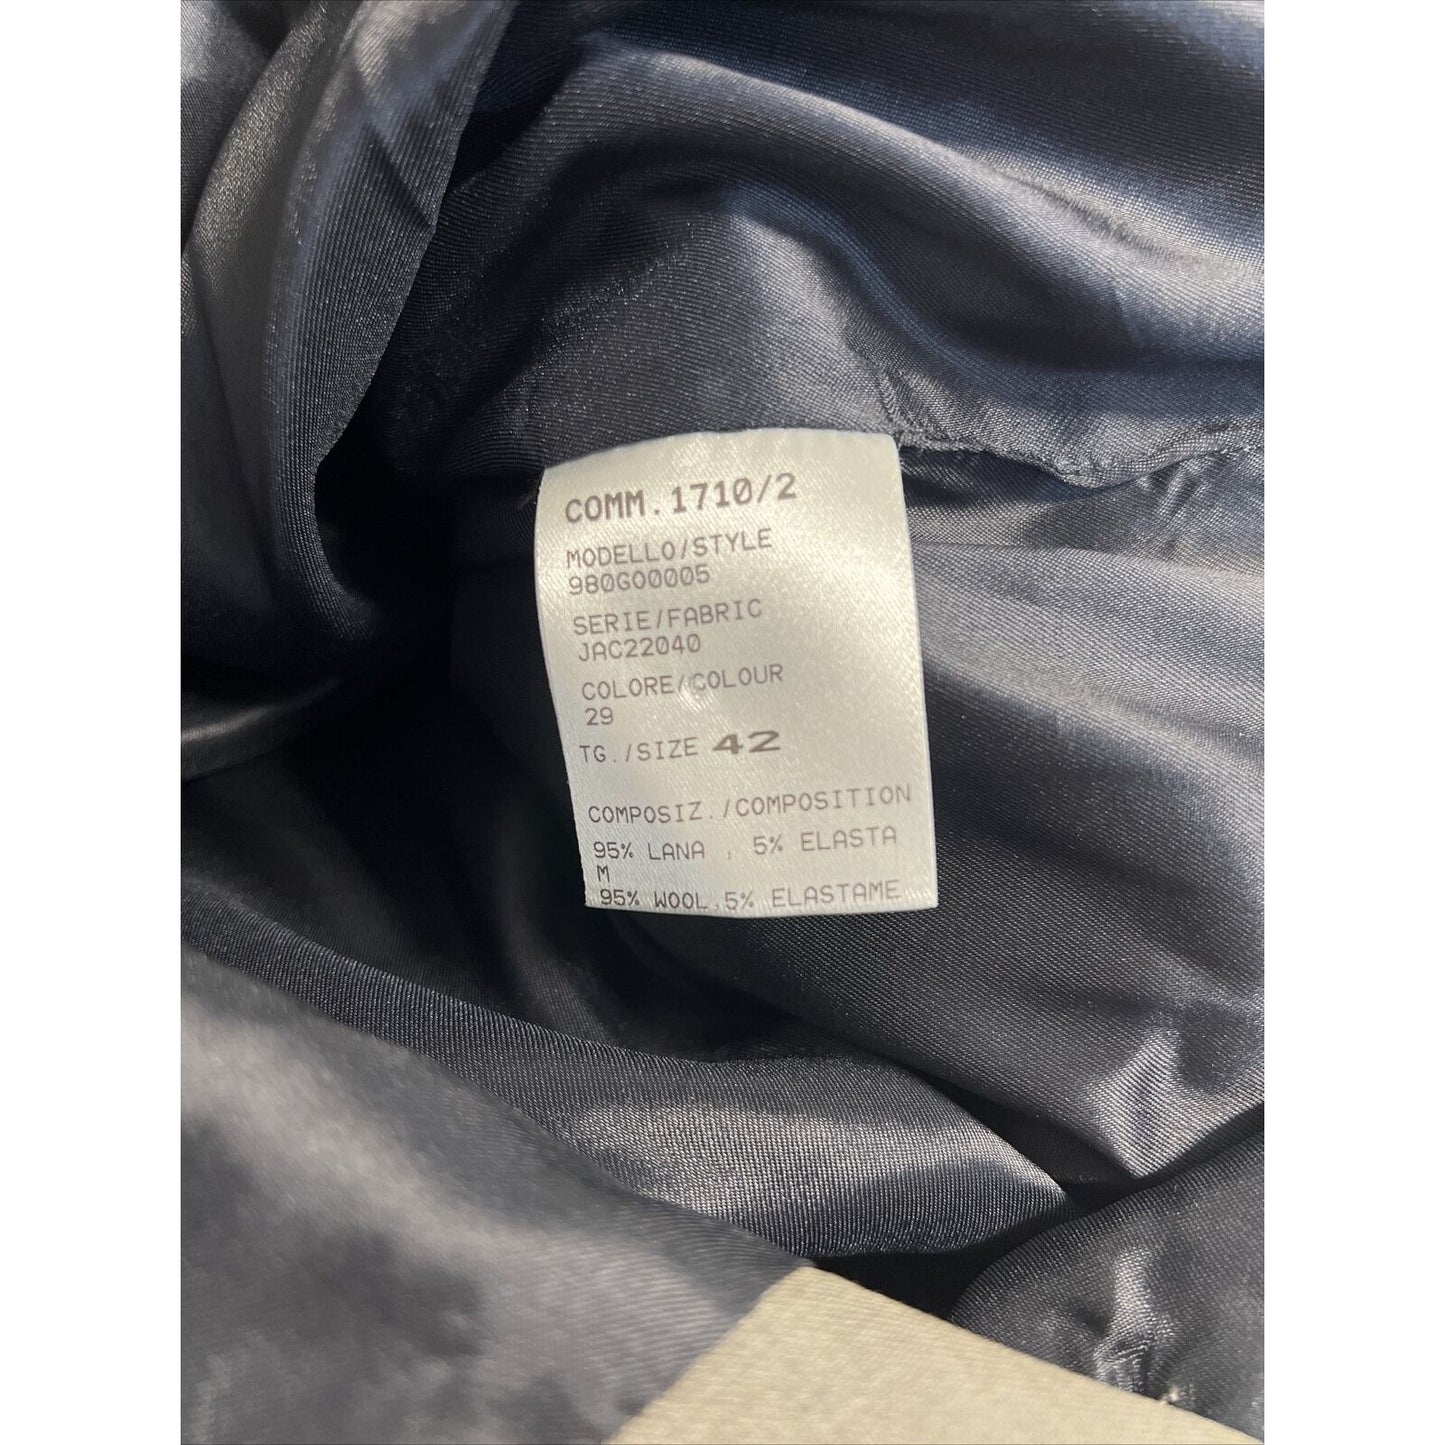 COMM.1710/2
MODELLO/STYLE
980GO0005
SERIE/FABRIC
JAC22040
COLORE/COLOUR
29
TG./SIZE 42
COMPOSIZ./COMPOSITION
95% LANA , 5% ELASTA
M
95% WOOL,5% ELASTAME